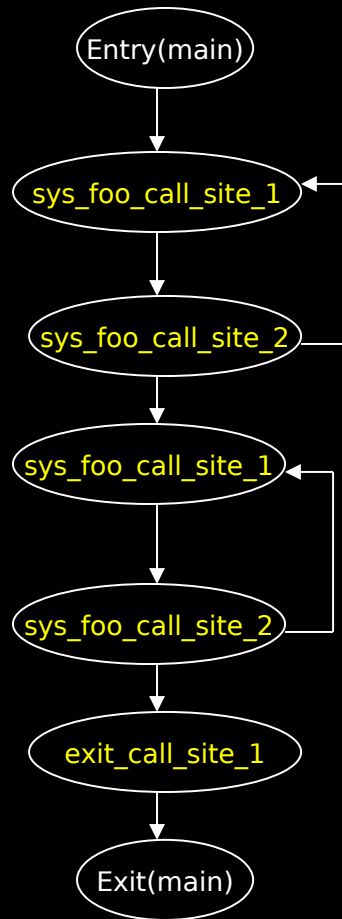 Entry(main)
sys_foo_call_site_1
sys_foo_call_site_2
sys_foo_call_site_1
sys_foo_call_site_2
exit_call_site_1
Exit(main)